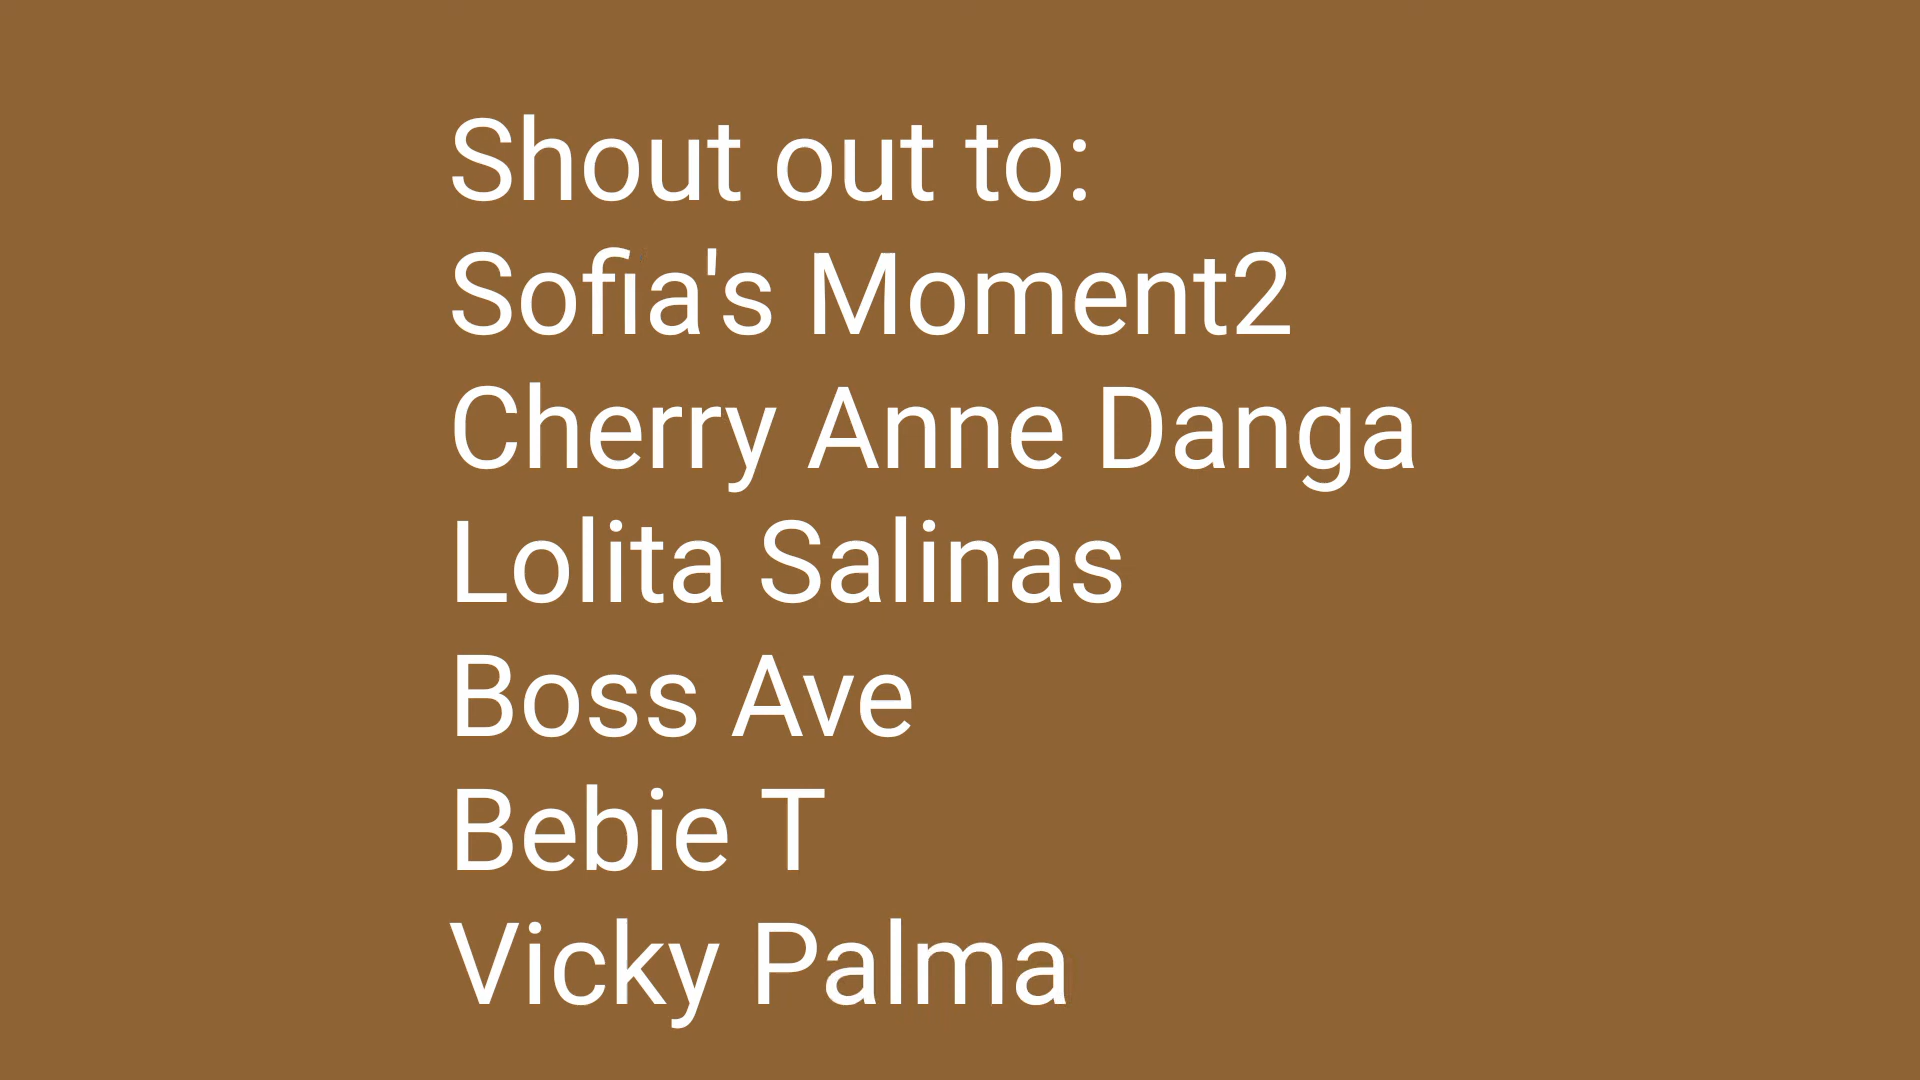 Shout out to:
Sofia's Moment2
Cherry Anne Danga
Lolita Salinas
Boss Ave
Bebie T
Vicky Palma